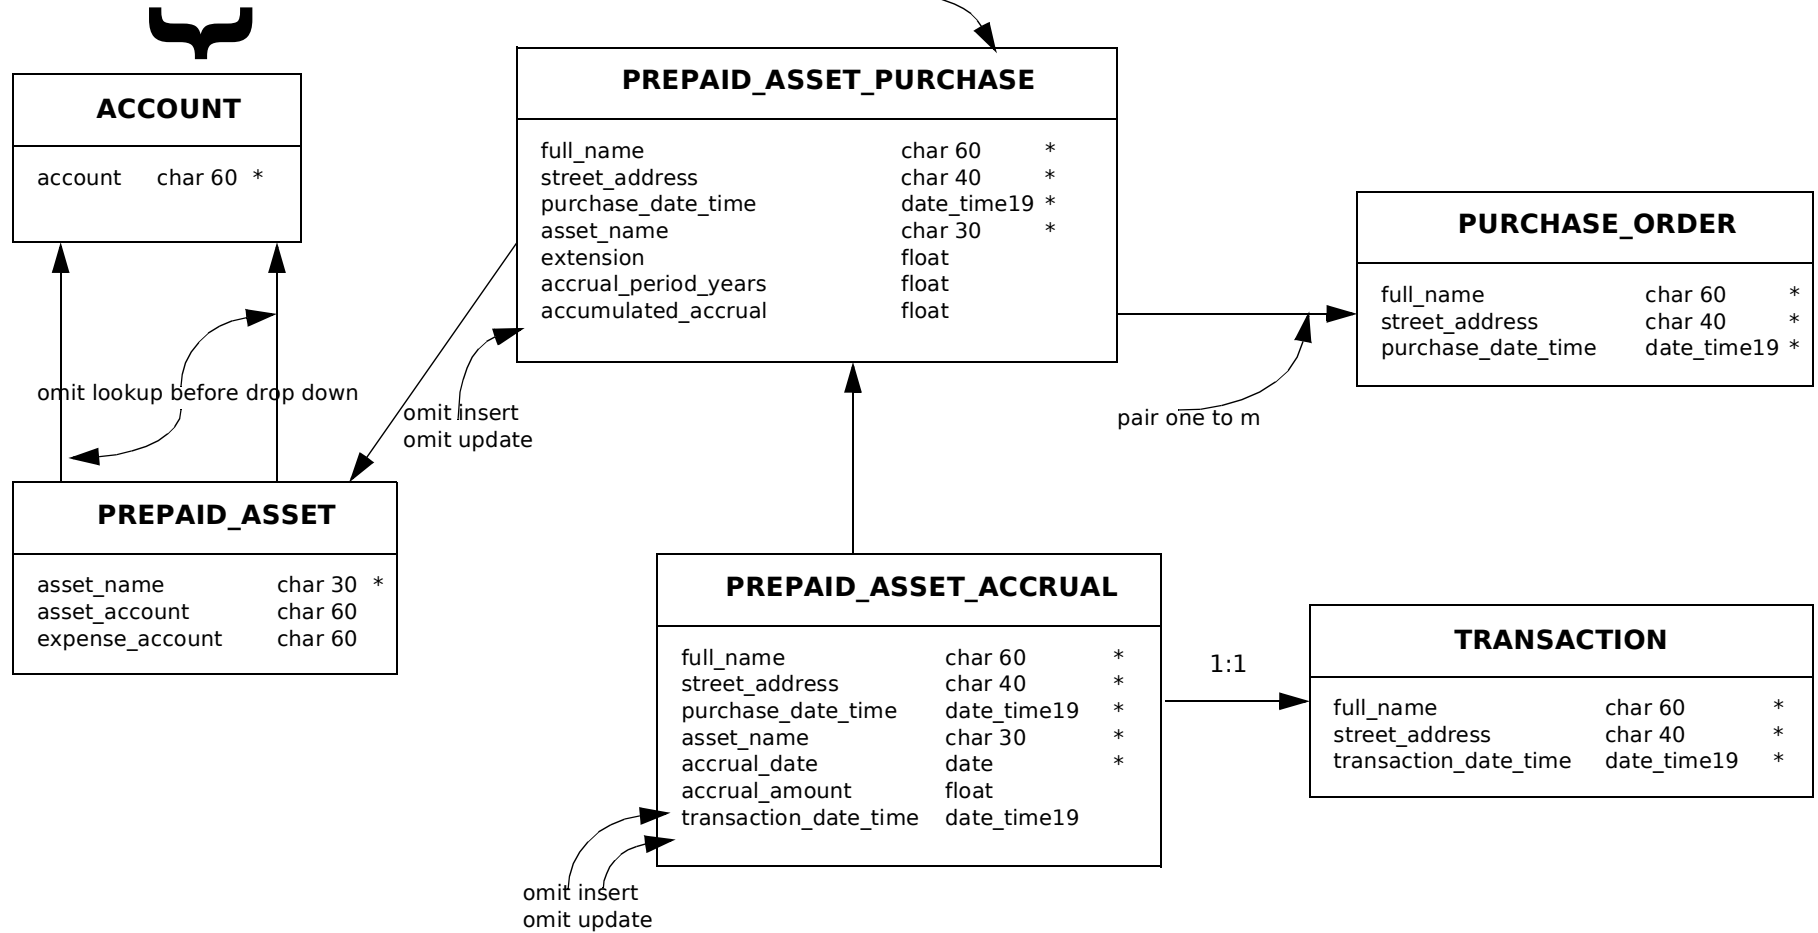 ACCOUNT
account char 60 *
PREPAID_ASSET_PURCHASE
full_name char 60 *
street_address char 40 *
purchase_date_time date_time19 *
asset_name char 30 *
extension float
accrual_period_years float
accumulated_accrual float
PURCHASE_ORDER
full_name char 60 *
street_address char 40 *
purchase_date_time date_time19 *
omit lookup before drop down
omit insert
omit update
pair one to m
PREPAID_ASSET
asset_name char 30 *
asset_account char 60
expense_account char 60
PREPAID_ASSET_ACCRUAL
full_name char 60 *
street_address char 40 *
purchase_date_time date_time19 *
asset_name char 30 *
accrual_date date *
accrual_amount float
transaction_date_time date_time19
1:1
TRANSACTION
full_name char 60 *
street_address char 40 *
transaction_date_time date_time19 *
omit insert
omit update